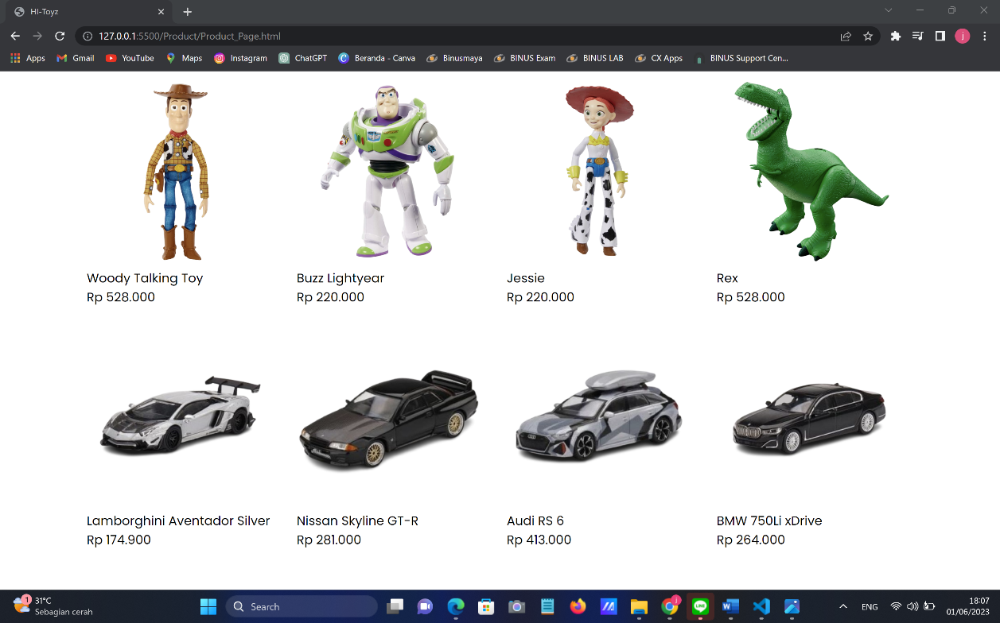 HI-Toyz
127.0.0.1:5500/Product/Product_Page.html
j
Apps Gmail YouTube Maps Instagram ChatGPT Beranda - Canva Binusmaya BINUS Exam BINUS LAB CX Apps BINUS Support Cen...
Woody Talking Toy
Rp 528.000
Buzz Lightyear
Rp 220.000
Jessie
Rp 220.000
Rex
Rp 528.000
Lamborghini Aventador Silver
Rp 174.900
Nissan Skyline GT-R
Rp 281.000
Audi RS 6
Rp 413.000
BMW 750Li xDrive
Rp 264.000
1
31°C
Sebagian cerah
Search
ENG
18:07
01/06/2023